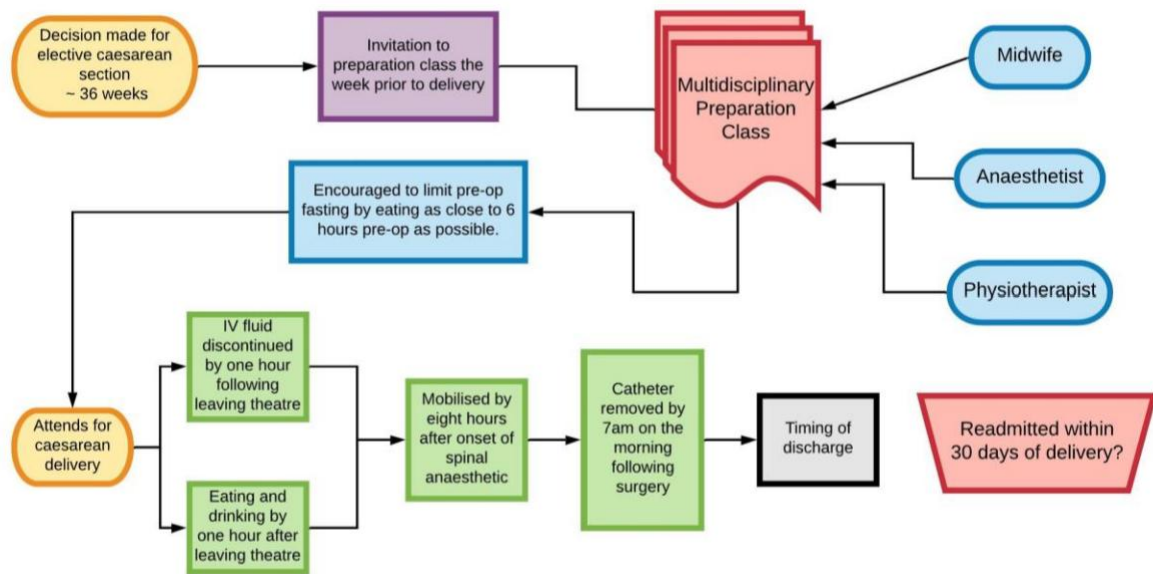 Decision made for
elective caesarean
section
~ 36 weeks
Invitation to
preparation class the
week prior to delivery
Multidisciplinary
Preparation
Class
Midwife
Anaesthetist
Physiotherapist
Encouraged to limit pre-op
fasting by eating as close to 6
hours pre-op as possible.
Attends for
caesarean
delivery
IV fluid
discontinued
by one hour
following
leaving theatre
Eating and
drinking by
one hour after
leaving theatre
Mobilised by
eight hours
after onset of
spinal
anaesthetic
Catheter
removed by
7am on the
morning
following
surgery
Timing of
discharge
Readmitted within
30 days of delivery?